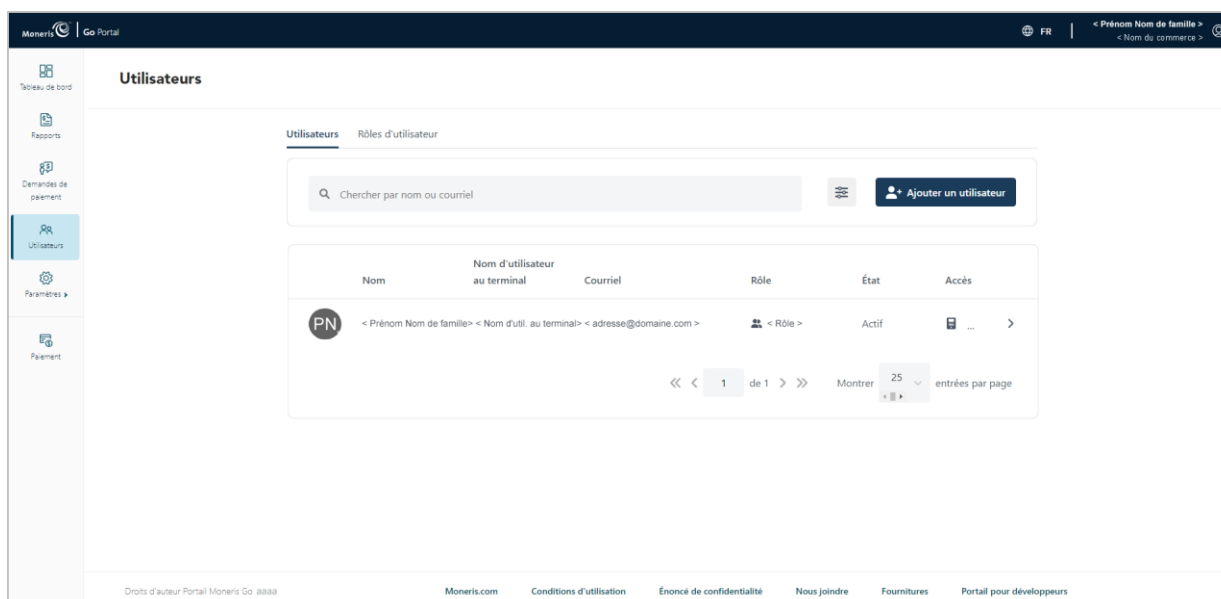 Moneris Go Portal
FR
< Prénom Nom de famille >
< Nom du commerce >
Tableau de bord
Rapports
Demandes de
paiement
Utilisateurs
Paramètres
Paiement
Utilisateurs
Utilisateurs Rôles d'utilisateur
Chercher par nom ou courriel
Ajouter un utilisateur
Nom
Nom d'utilisateur
au terminal
Courriel
Rôle
État
Accès
PN
< Prénom Nom de famille> < Nom d'util. au terminal> < adresse@domaine.com >
< Rôle >
Actif
...
1 de 1
Montrer 25 entrées par page
Droits d'auteur Portail Moneris Go aaaa
Moneris.com Conditions d'utilisation Énoncé de confidentialité Nous joindre Fournitures Portail pour développeurs